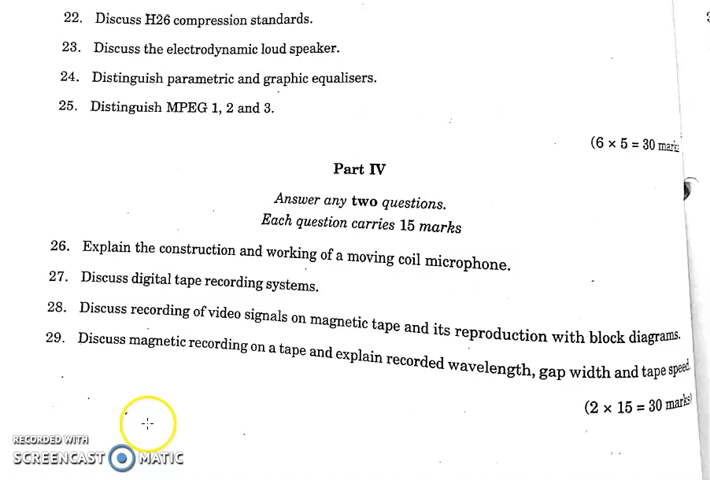 22. Discuss H26 compression standards.
23. Discuss the electrodynamic loud speaker.
24. Distinguish parametric and graphic equalisers.
25. Distinguish MPEG 1, 2 and 3.
(6 × 5 = 30 marks
Part IV
Answer any two questions.
Each question carries 15 marks
26. Explain the construction and working of a moving coil microphone.
27. Discuss digital tape recording systems.
28. Discuss recording of video signals on magnetic tape and its reproduction with block diagrams.
29. Discuss magnetic recording on a tape and explain recorded wavelength, gap width and tape speed.
(2 × 15 = 30 marks)
RECORDED WITH
SCREENCAST MATIC